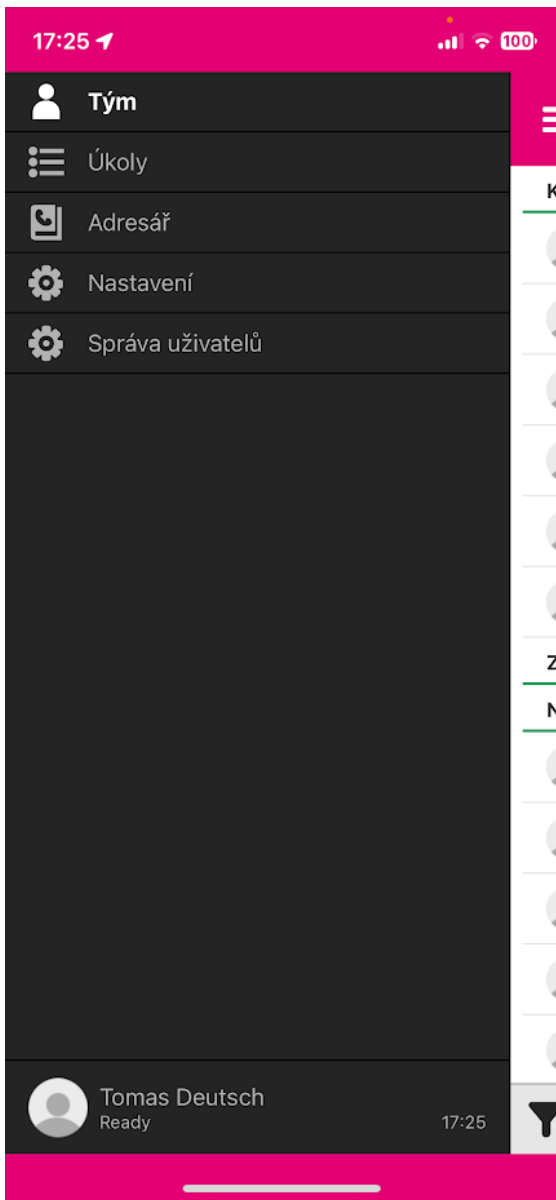 17:25
100
Tým
Úkoly
Adresář
Nastavení
Správa uživatelů
K
Z
N
Tomas Deutsch
Ready
17:25